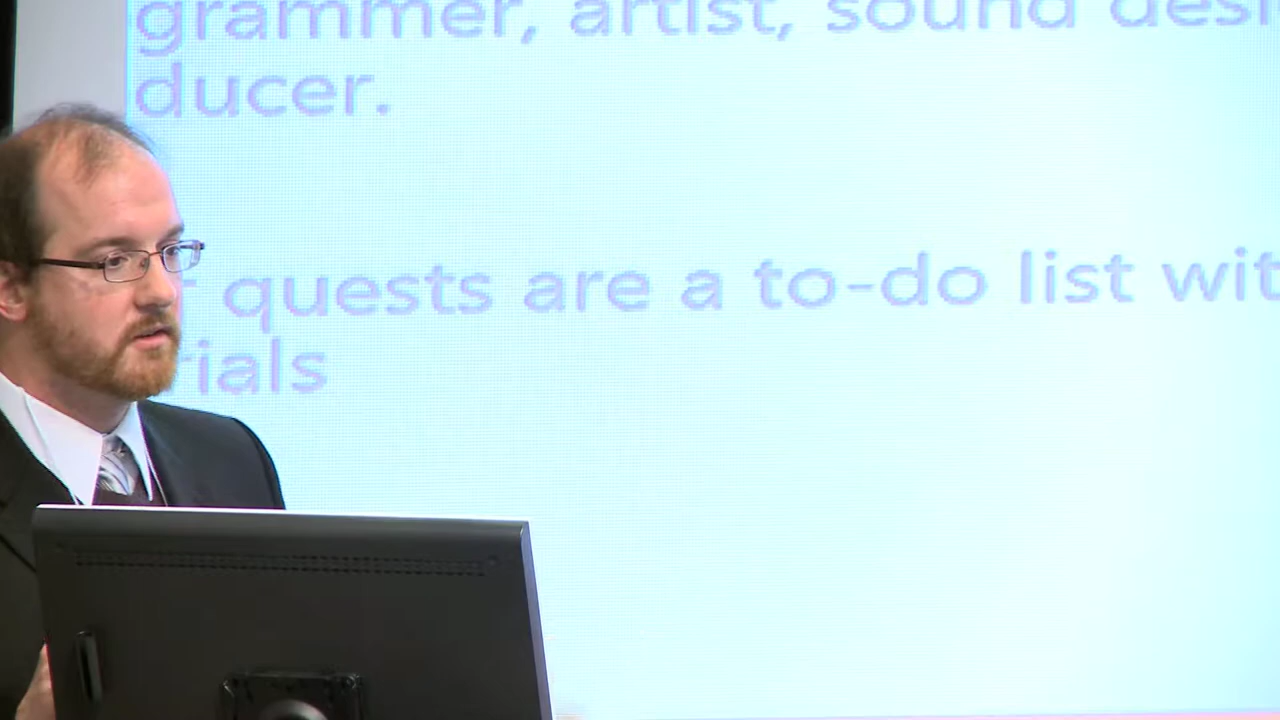 grammer, artist, sound desi
ducer.
quests are a to-do list wit
rials